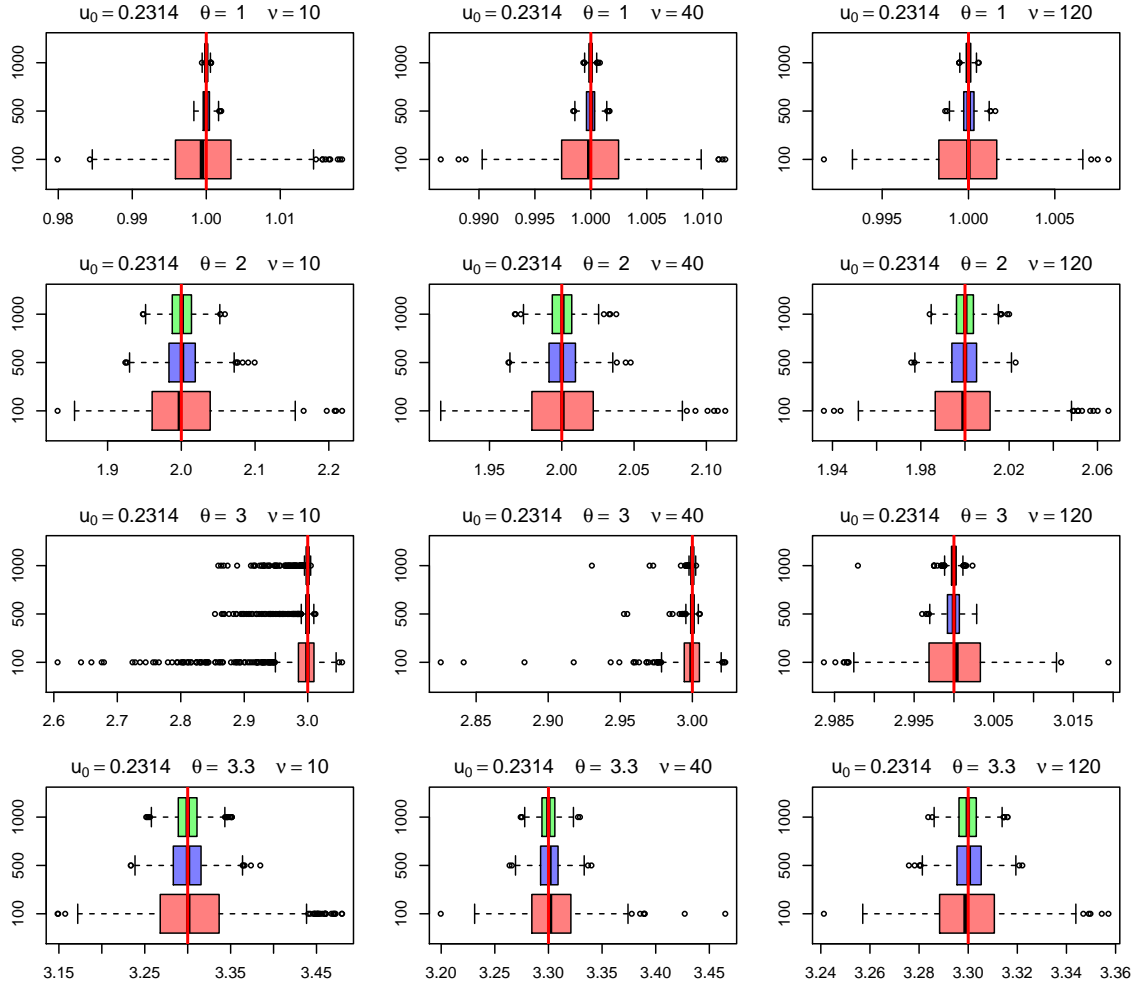 u₀ = 0.2314 θ = 1 ν = 10
1000
500
100
0.98 0.99 1.00 1.01
u₀ = 0.2314 θ = 1 ν = 40
1000
500
100
0.990 0.995 1.000 1.005 1.010
u₀ = 0.2314 θ = 1 ν = 120
1000
500
100
0.995 1.000 1.005
u₀ = 0.2314 θ = 2 ν = 10
1000
500
100
1.9 2.0 2.1 2.2
u₀ = 0.2314 θ = 2 ν = 40
1000
500
100
1.95 2.00 2.05 2.10
u₀ = 0.2314 θ = 2 ν = 120
1000
500
100
1.94 1.98 2.02 2.06
u₀ = 0.2314 θ = 3 ν = 10
1000
500
100
2.6 2.7 2.8 2.9 3.0
u₀ = 0.2314 θ = 3 ν = 40
1000
500
100
2.85 2.90 2.95 3.00
u₀ = 0.2314 θ = 3 ν = 120
1000
500
100
2.985 2.995 3.005 3.015
u₀ = 0.2314 θ = 3.3 ν = 10
1000
500
100
3.15 3.25 3.35 3.45
u₀ = 0.2314 θ = 3.3 ν = 40
1000
500
100
3.20 3.25 3.30 3.35 3.40 3.45
u₀ = 0.2314 θ = 3.3 ν = 120
1000
500
100
3.24 3.26 3.28 3.30 3.32 3.34 3.36